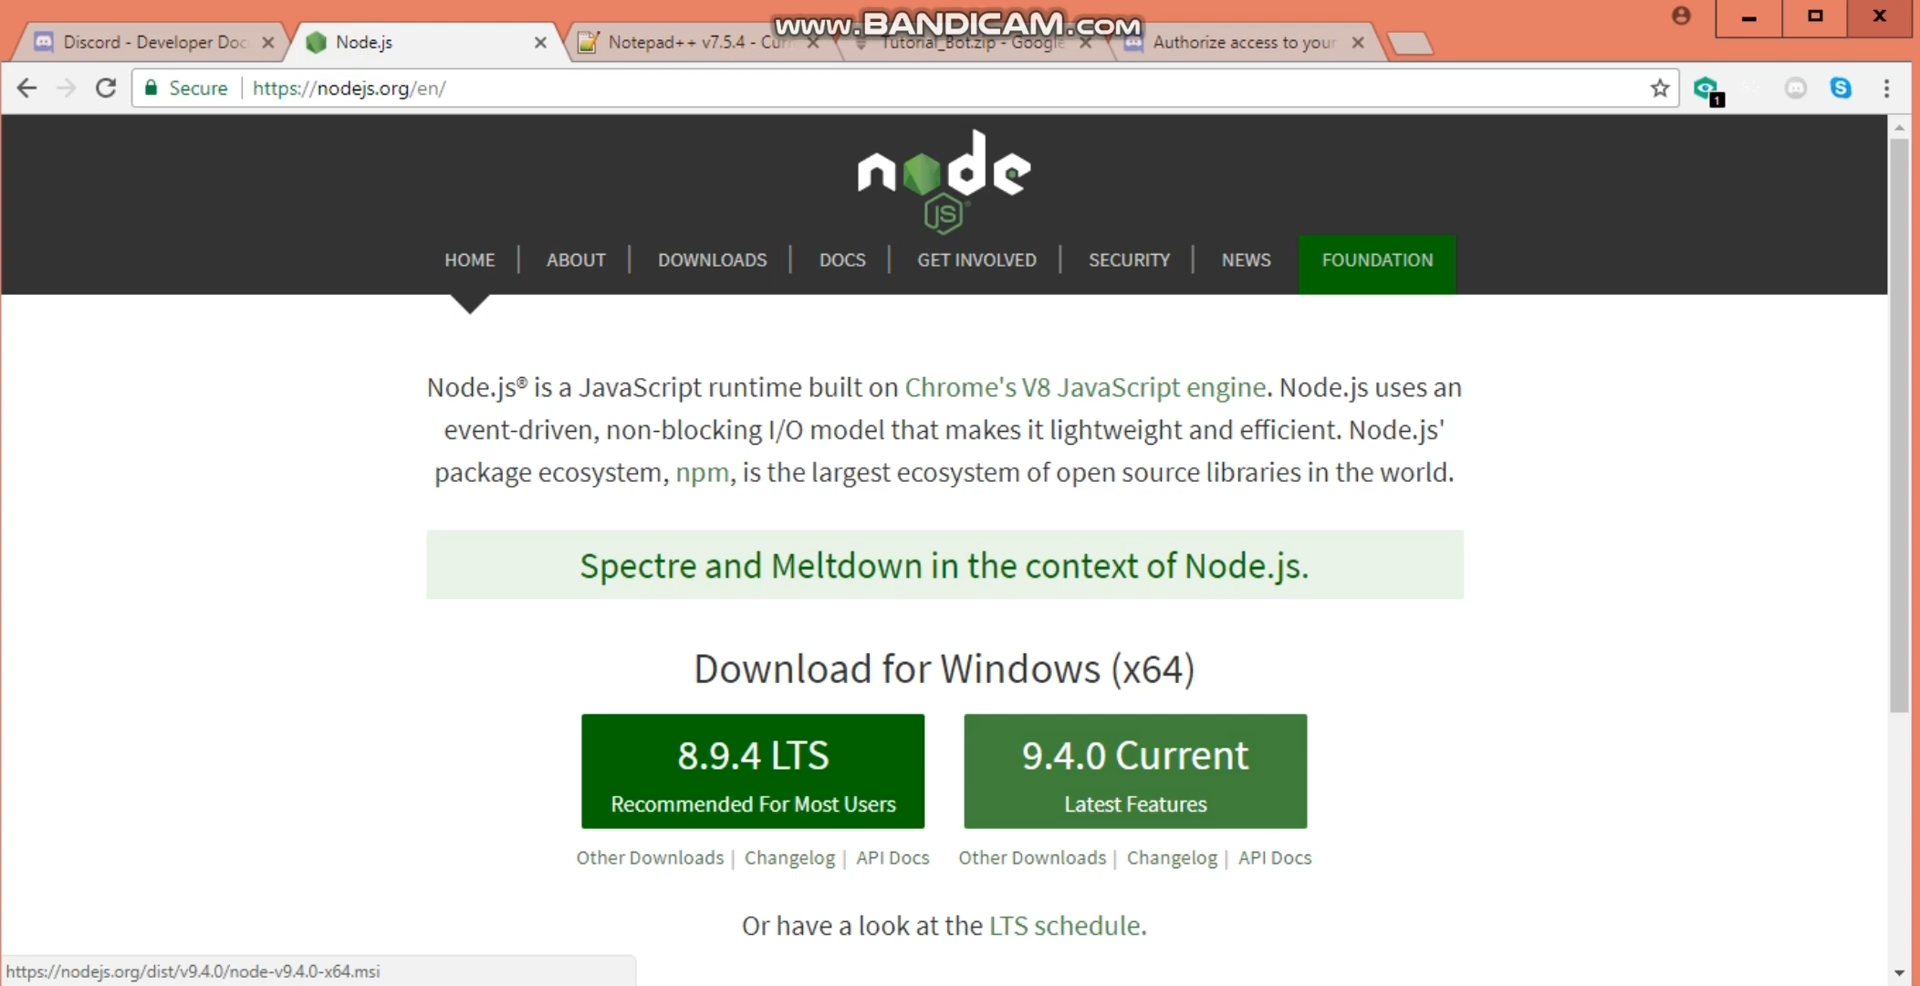 www.BANDICAM.com
Discord - Developer Doc
Node.js
Notepad++ v7.5.4 - Curr
Tutorial_Bot.zip - Google
Authorize access to your
Secure
https://nodejs.org/en/
1
node
JS
HOME
ABOUT
DOWNLOADS
DOCS
GET INVOLVED
SECURITY
NEWS
FOUNDATION
Node.js® is a JavaScript runtime built on Chrome's V8 JavaScript engine. Node.js uses an
event-driven, non-blocking I/O model that makes it lightweight and efficient. Node.js'
package ecosystem, npm, is the largest ecosystem of open source libraries in the world.
Spectre and Meltdown in the context of Node.js.
Download for Windows (x64)
8.9.4 LTS
Recommended For Most Users
9.4.0 Current
Latest Features
Other Downloads | Changelog | API Docs
Other Downloads | Changelog | API Docs
Or have a look at the LTS schedule.
https://nodejs.org/dist/v9.4.0/node-v9.4.0-x64.msi